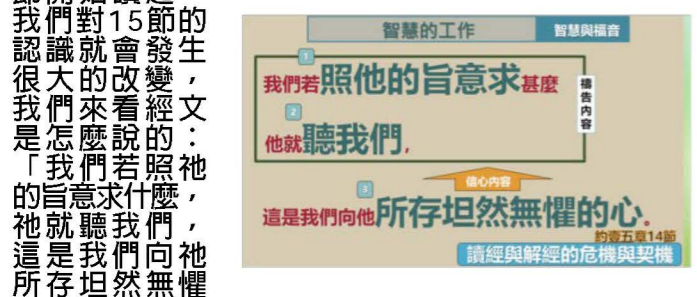 我們對15節的
認識就會發生
很大的改變，
我們來看經文
是怎麼說的：
「我們若照祂
的旨意求什麼，
祂就聽我們，
這是我們向祂
所存坦然無懼
智慧的工作
智慧與福音
1
我們若照他的旨意求甚麼
2
他就聽我們，
禱告內容
信心內容
3
這是我們向他所存坦然無懼的心。
約壹五章14節
讀經與解經的危機與契機